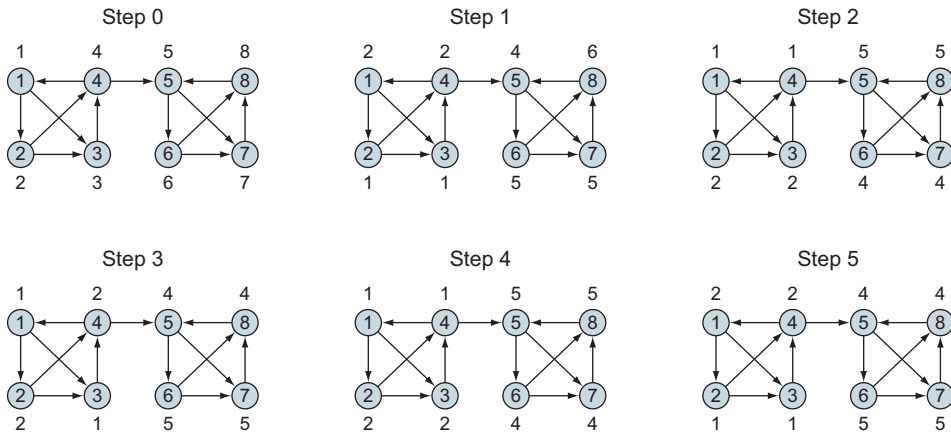 Step 0 Step 1 Step 2
1 4 5 8 2 2 4 6 1 1 5 5
1 4 5 8 1 4 5 8 1 4 5 8
2 3 6 7 2 3 6 7 2 3 6 7
2 3 6 7 1 1 5 5 2 2 4 4
Step 3 Step 4 Step 5
1 2 4 4 1 1 5 5 2 2 4 4
1 4 5 8 1 4 5 8 1 4 5 8
2 3 6 7 2 3 6 7 2 3 6 7
2 1 5 5 2 2 4 4 1 1 5 5